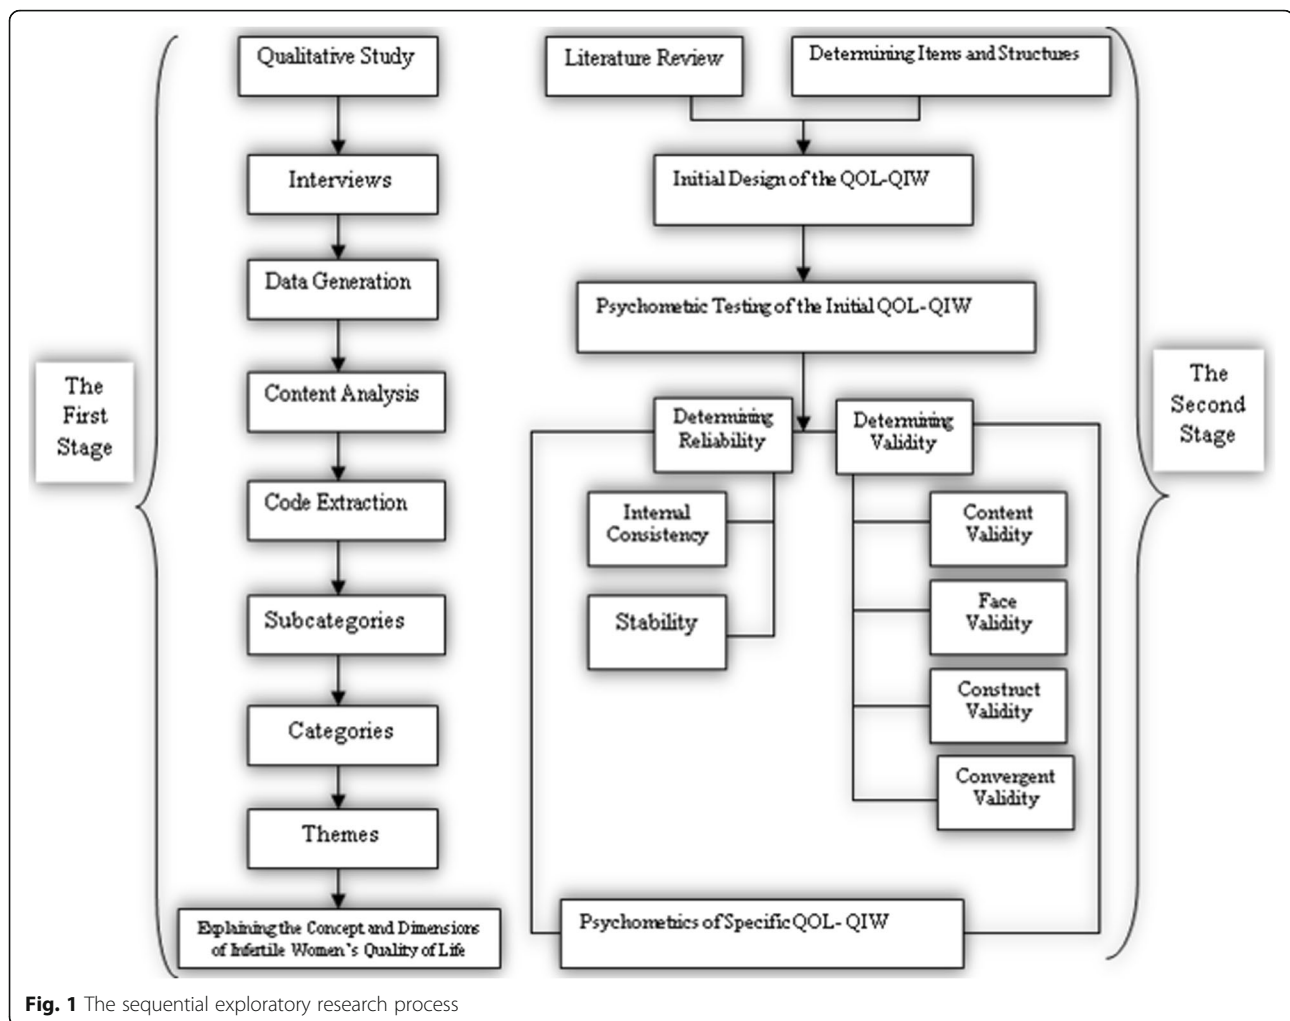 The
First
Stage
Qualitative Study
Interviews
Data Generation
Content Analysis
Code Extraction
Subcategories
Categories
Themes
Explaining the Concept and Dimensions
of Infertile Women's Quality of Life
Literature Review
Determining Items and Structures
Initial Design of the QOL-QIW
Psychometric Testing of the Initial QOL- QIW
Determining
Reliability
Determining
Validity
Internal
Consistency
Stability
Content
Validity
Face
Validity
Construct
Validity
Convergent
Validity
Psychometrics of Specific QOL- QIW
The
Second
Stage
Fig. 1 The sequential exploratory research process